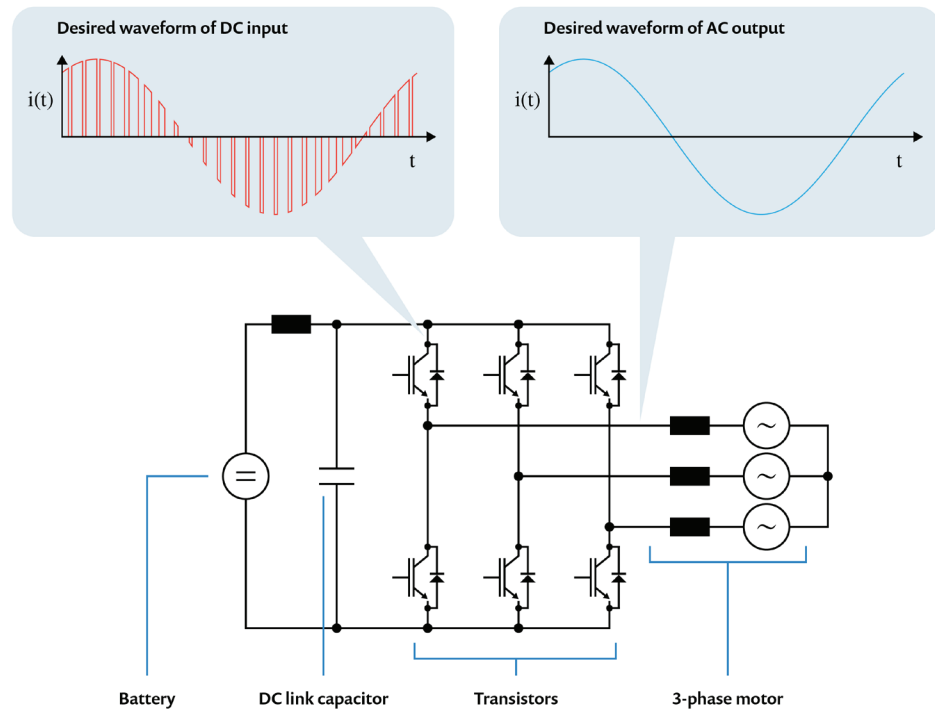 Desired waveform of DC input
i(t)
t
Desired waveform of AC output
i(t)
t
Battery
DC link capacitor
Transistors
3-phase motor